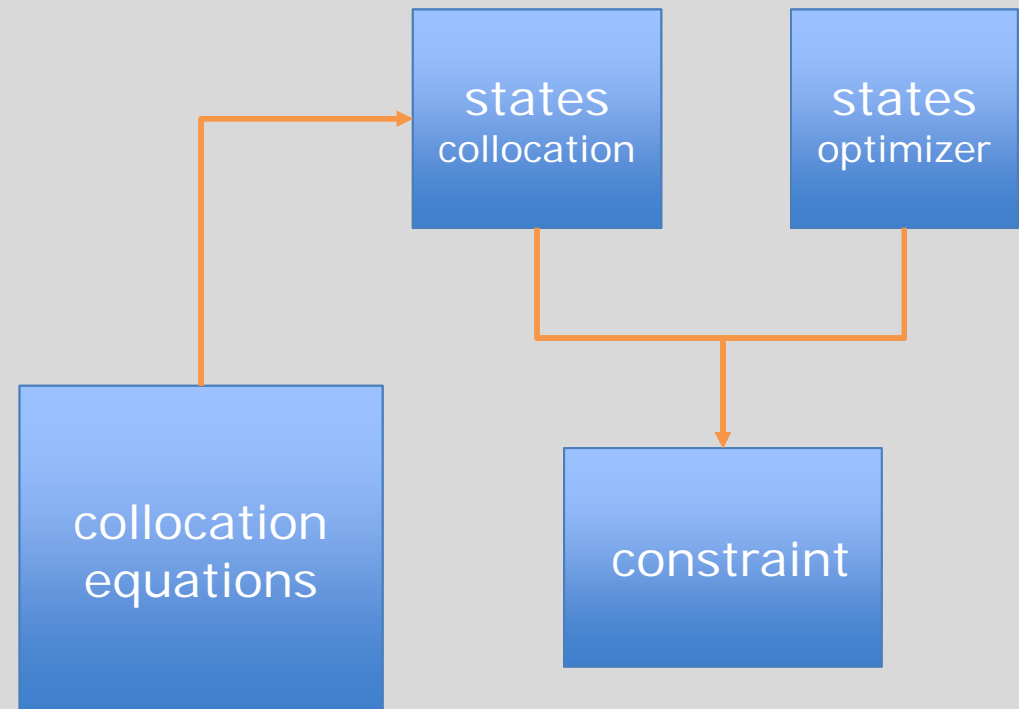 states
collocation
states
optimizer
collocation
equations
constraint